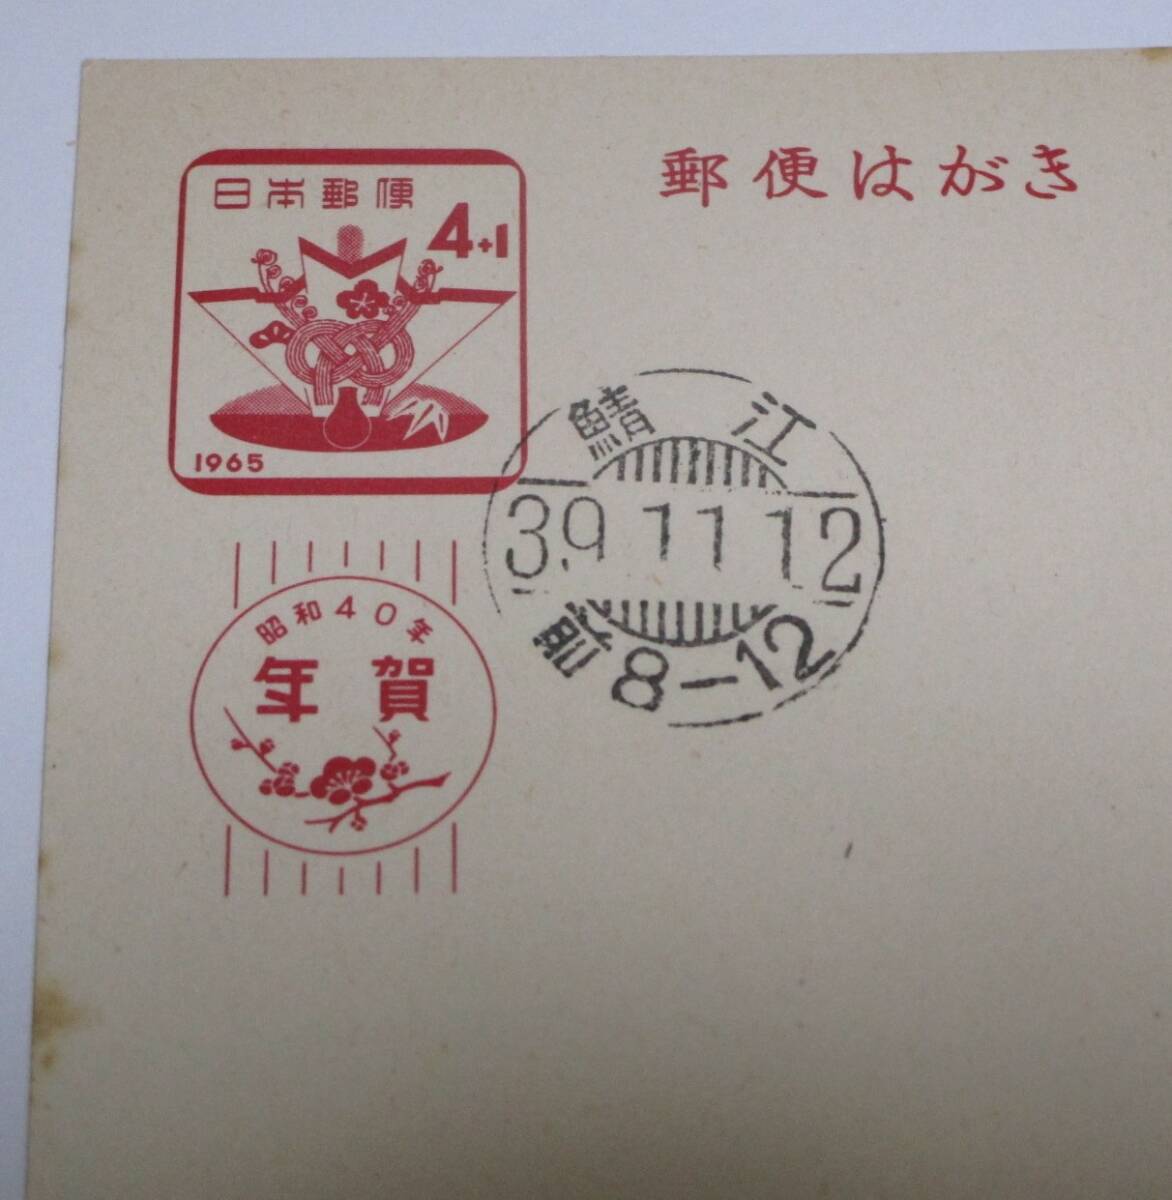 郵便はがき
日本郵便
4+1
1965
鯖江
39.11.12
前8-12
昭和40年
年賀